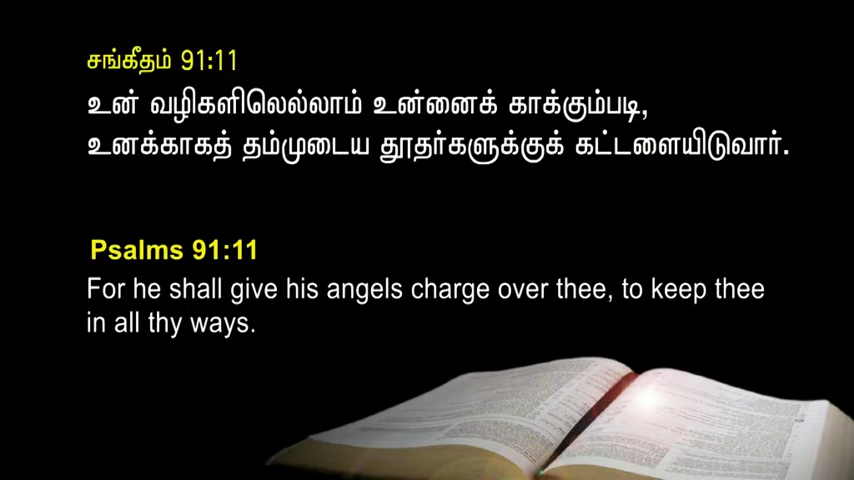 சங்கீதம் 91:11
உன் வழிகளிலெல்லாம் உன்னைக் காக்கும்படி,
உனக்காகத் தம்முடைய தூதர்களுக்குக் கட்டளையிடுவார்.
Psalms 91:11
For he shall give his angels charge over thee, to keep thee
in all thy ways.